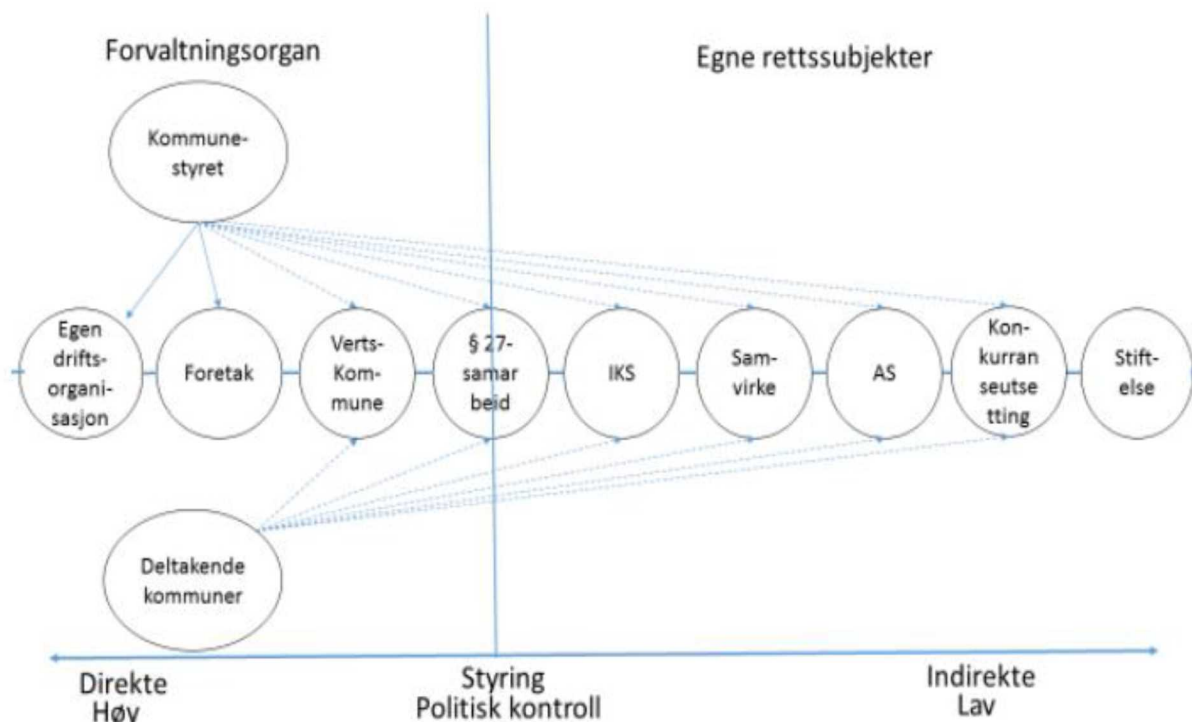 Forvaltningsorgan
Egne rettssubjekter
Kommune-
styret
Egen
drifts-
organi-
sasjon
Foretak
Verts-
Kom-
mune
§ 27-
samar
beid
IKS
Sam-
virke
AS
Kon-
kurran
seutse
tting
Stift-
else
Deltakende
kommuner
Direkte
Høy
Styring
Politisk kontroll
Indirekte
Lav